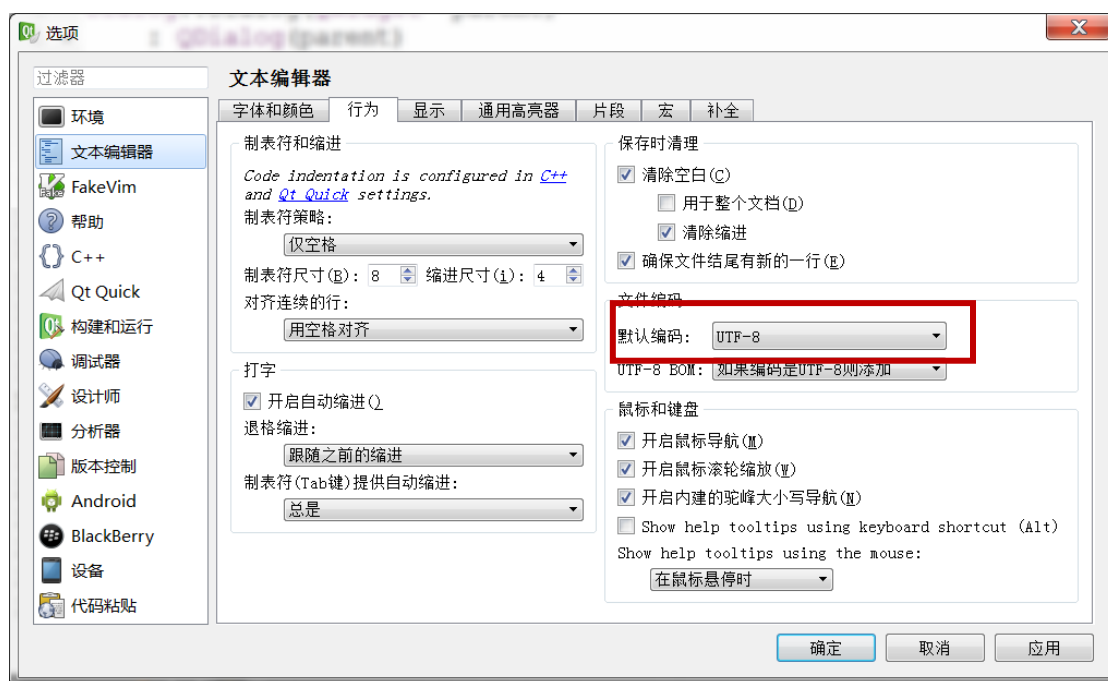 选项
: QDialog(parent)
过滤器
环境
文本编辑器
FakeVim
帮助
C++
Qt Quick
构建和运行
调试器
设计师
分析器
版本控制
Android
BlackBerry
设备
代码粘贴
文本编辑器
字体和颜色 行为 显示 通用高亮器 片段 宏 补全
制表符和缩进
Code indentation is configured in C++
and Qt Quick settings.
制表符策略:
仅空格
制表符尺寸(B): 8 缩进尺寸(i): 4
对齐连续的行:
用空格对齐
打字
开启自动缩进()
退格缩进:
跟随之前的缩进
制表符(Tab键)提供自动缩进:
总是
保存时清理
清除空白(C)
用于整个文档(D)
清除缩进
确保文件结尾有新的一行(E)
文件编码
默认编码: UTF-8
UTF-8 BOM: 如果编码是UTF-8则添加
鼠标和键盘
开启鼠标导航(M)
开启鼠标滚轮缩放(W)
开启内建的驼峰大小写导航(N)
Show help tooltips using keyboard shortcut (Alt)
Show help tooltips using the mouse:
在鼠标悬停时
确定 取消 应用